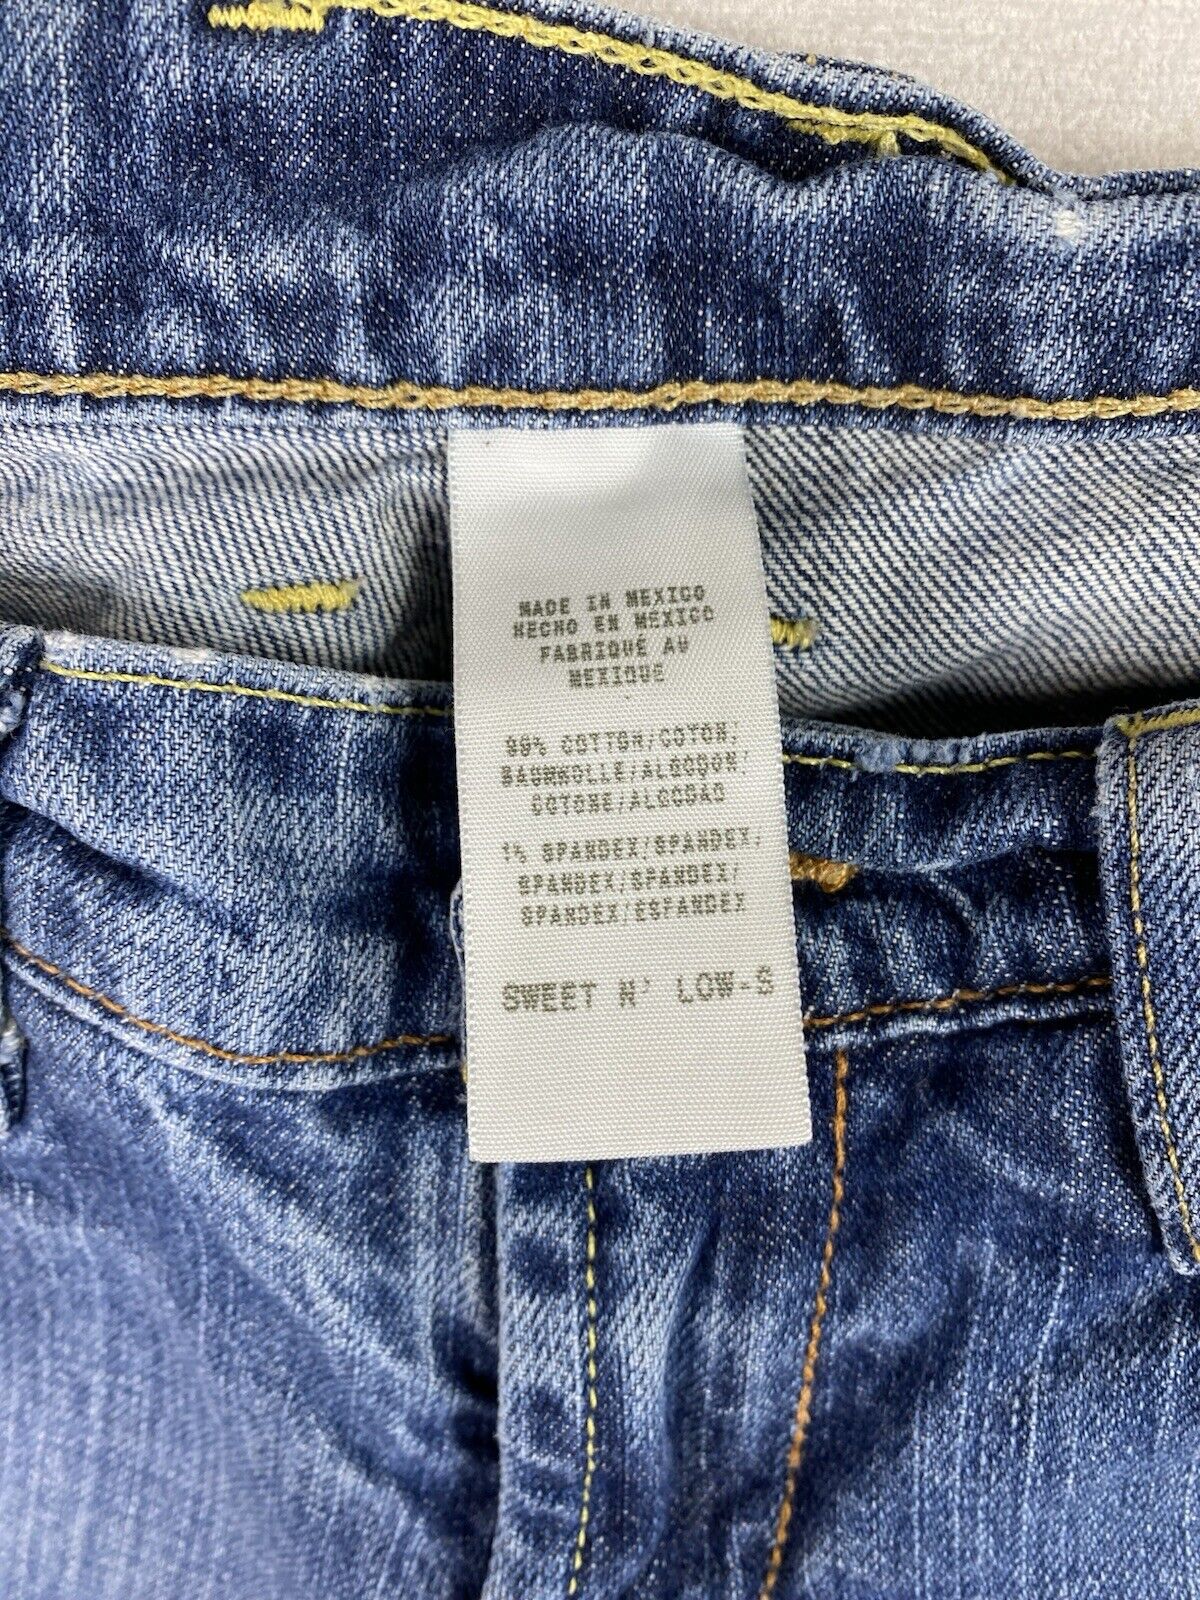 MADE IN MEXICO
HECHO EN MEXICO
FABRIQUÉ AU
MEXIQUE
99% COTTON/COTON/
BAUMWOLLE/ALGODON/
COTONE/ALGODAO
1% SPANDEX/SPANDEX/
SPANDEX/SPANDEX/
SPANDEX/ESPANDEX
SWEET N' LOW-S